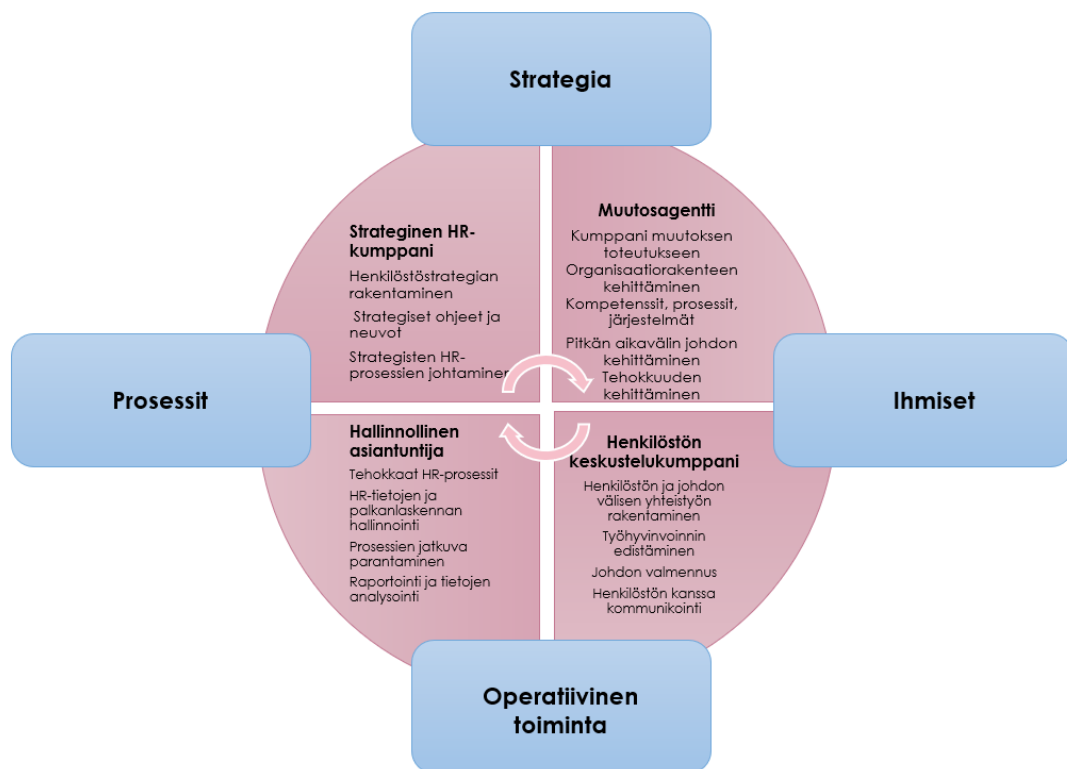 Strategia
Strateginen HR-
kumppani
Henkilöstöstrategian
rakentaminen
Strategiset ohjeet ja
neuvot
Strategisten HR-
prosessien johtaminen
Muutosagentti
Kumppani muutoksen
toteutukseen
Organisaatiorakenteen
kehittäminen
Kompetenssit, prosessit,
järjestelmät
Pitkän aikavälin johdon
kehittäminen
Tehokkuuden
kehittäminen
Prosessit
Ihmiset
Hallinnollinen
asiantuntija
Tehokkaat HR-prosessit
HR-tietojen ja
palkanlaskennan
hallinnointi
Prosessien jatkuva
parantaminen
Raportointi ja tietojen
analysointi
Henkilöstön
keskustelukumppani
Henkilöstön ja johdon
välisen yhteistyön
rakentaminen
Työhyvinvoinnin
edistäminen
Johdon valmennus
Henkilöstön kanssa
kommunikointi
Operatiivinen
toiminta